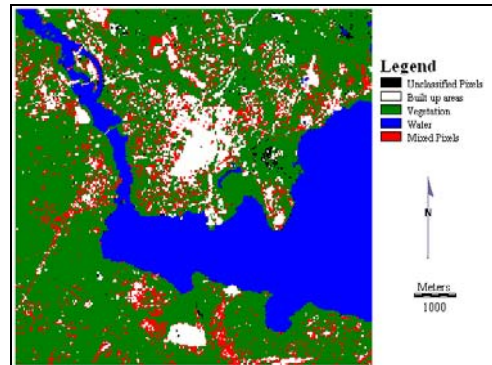 Legend
Unclassified Pixels
Built up areas
Vegetation
Water
Mixed Pixels
N
Meters
1000